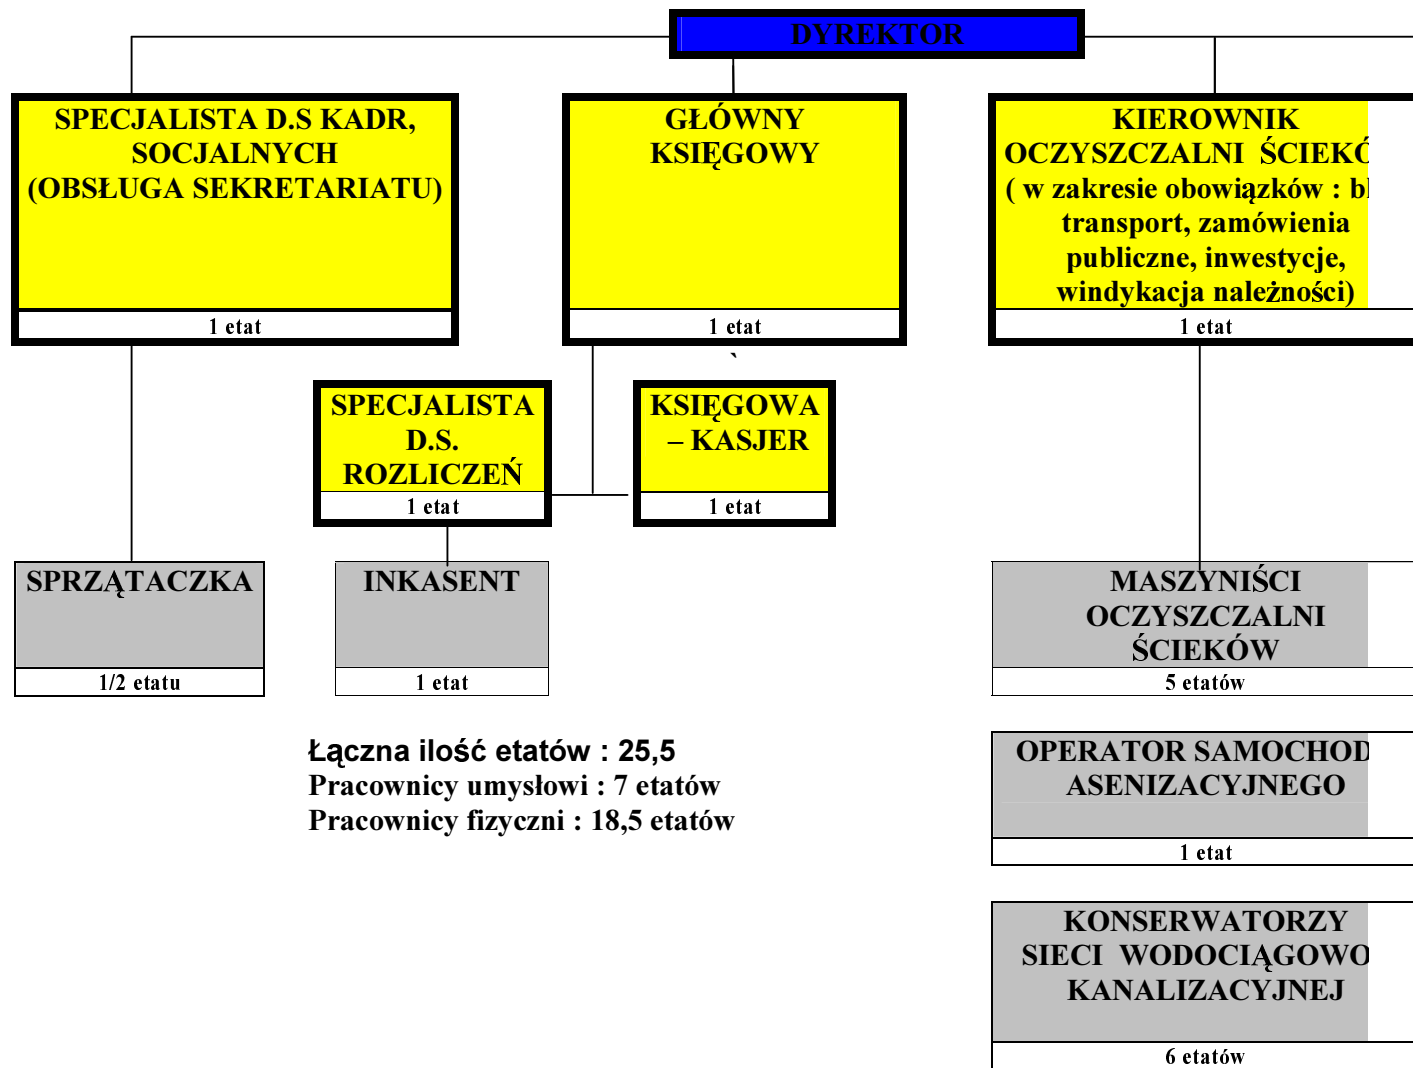 DYREKTOR
SPECJALISTA D.S KADR,
SOCJALNYCH
(OBSŁUGA SEKRETARIATU)
1 etat
GŁÓWNY
KSIĘGOWY
1 etat
KIEROWNIK
OCZYSZCZALNI ŚCIEKÓ
( w zakresie obowiązków : b
transport, zamówienia
publiczne, inwestycje,
windykacja należności)
1 etat
`
SPECJALISTA
D.S.
ROZLICZEŃ
1 etat
KSIĘGOWA
– KASJER
1 etat
SPRZĄTACZKA
1/2 etatu
INKASENT
1 etat
MASZYNIŚCI
OCZYSZCZALNI
ŚCIEKÓW
5 etatów
Łączna ilość etatów : 25,5
Pracownicy umysłowi : 7 etatów
Pracownicy fizyczni : 18,5 etatów
OPERATOR SAMOCHOD
ASENIZACYJNEGO
1 etat
KONSERWATORZY
SIECI WODOCIĄGOWO
KANALIZACYJNEJ
6 etatów